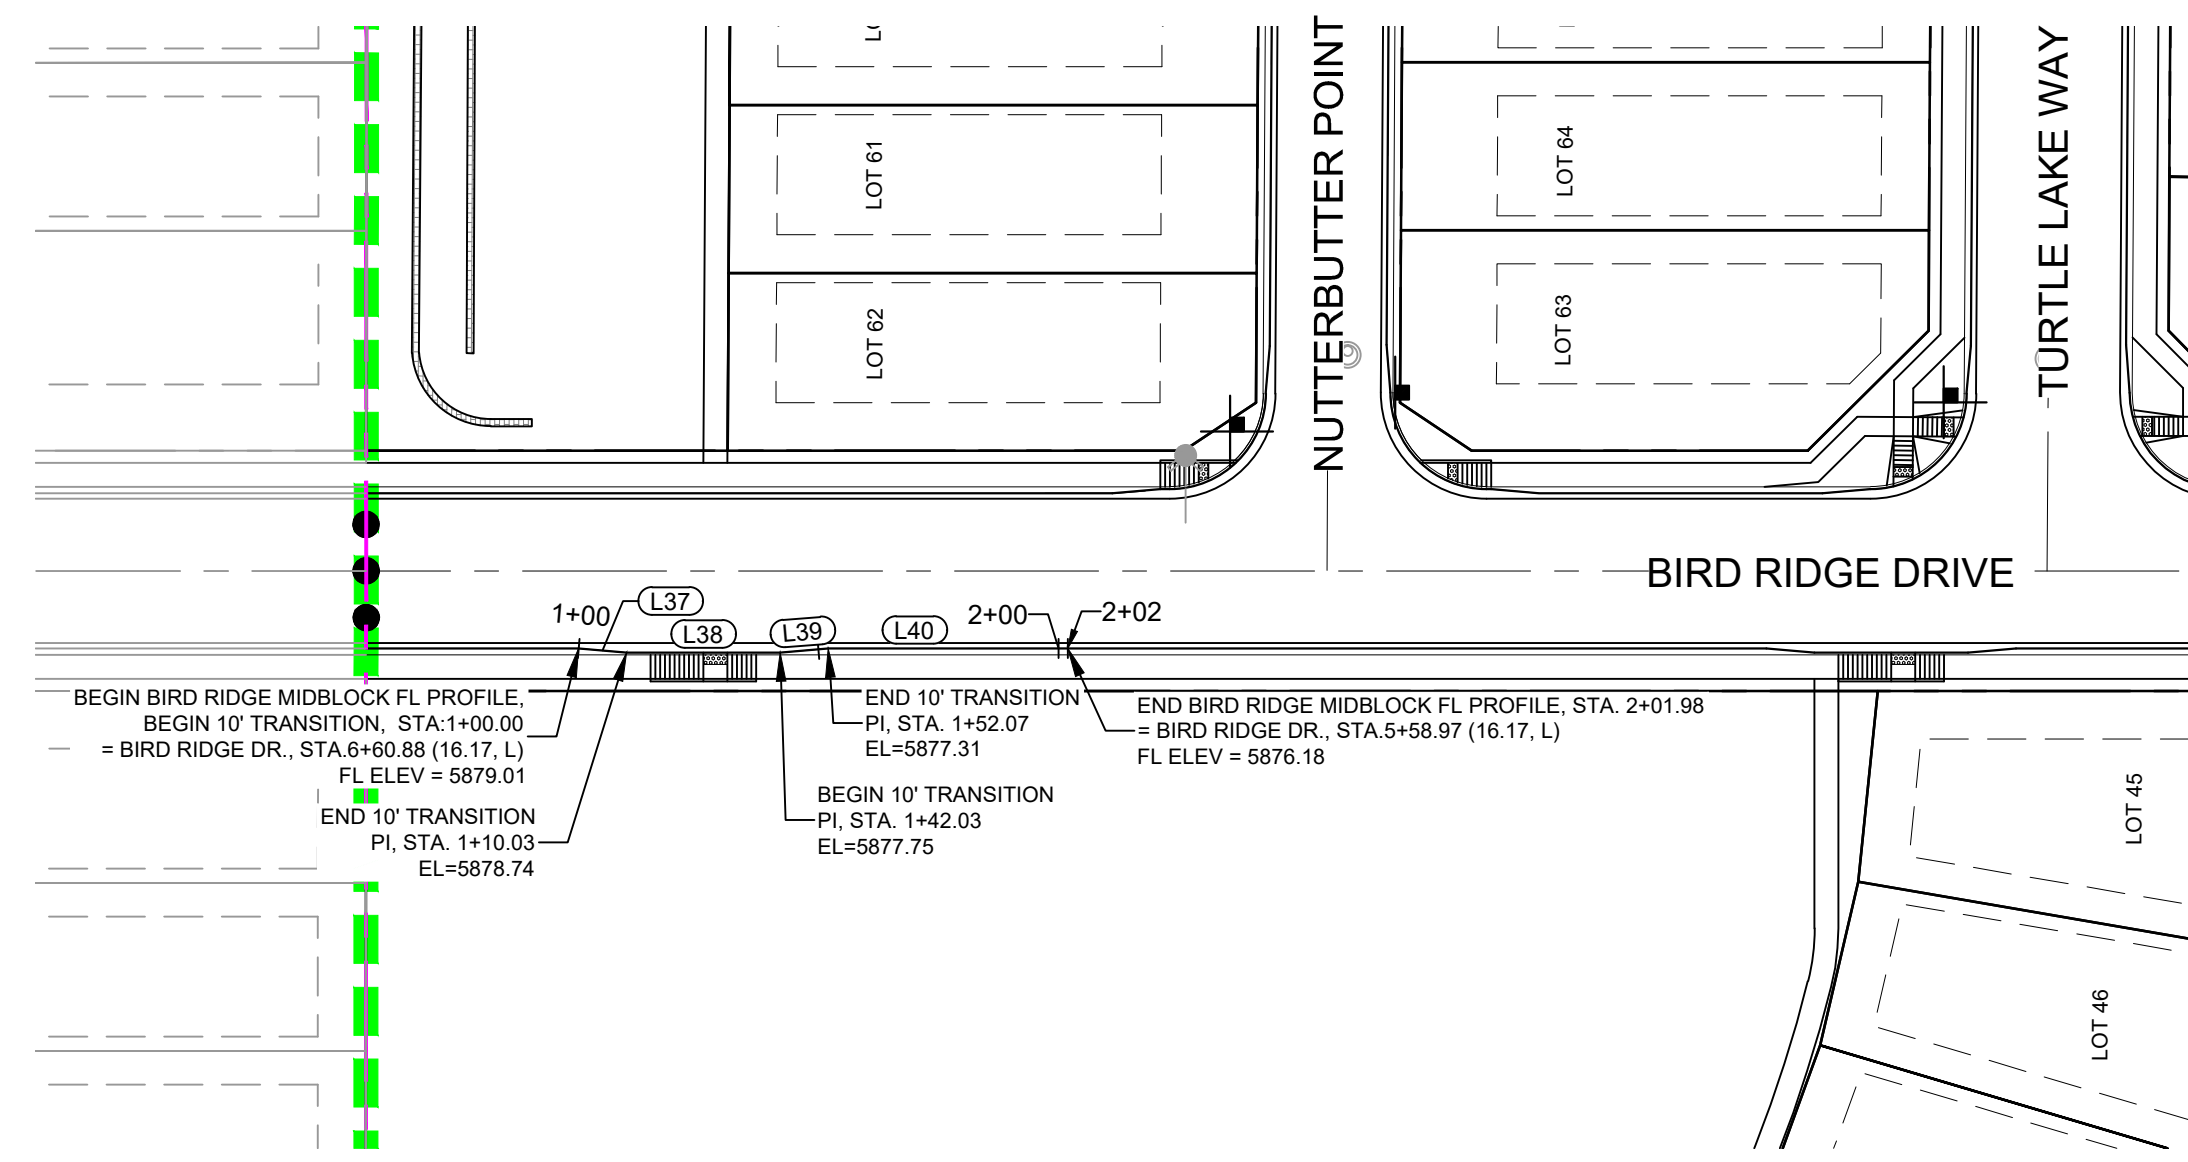 NUTTERBUTTER POINT
TURTLE LAKE WAY
LOT 61
LOT 64
LOT 62
LOT 63
BIRD RIDGE DRIVE
1+00
L37
L38
L39
L40
2+00
2+02
BEGIN BIRD RIDGE MIDBLOCK FL PROFILE,
BEGIN 10' TRANSITION, STA:1+00.00
= BIRD RIDGE DR., STA.6+60.88 (16.17, L)
FL ELEV = 5879.01
END 10' TRANSITION
PI, STA. 1+10.03
EL=5878.74
END 10' TRANSITION
PI, STA. 1+52.07
EL=5877.31
BEGIN 10' TRANSITION
PI, STA. 1+42.03
EL=5877.75
END BIRD RIDGE MIDBLOCK FL PROFILE, STA. 2+01.98
= BIRD RIDGE DR., STA.5+58.97 (16.17, L)
FL ELEV = 5876.18
LOT 45
LOT 46